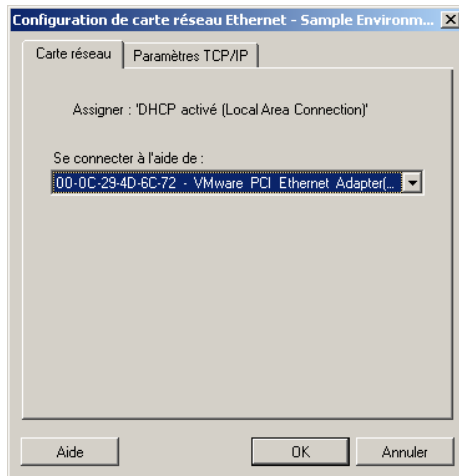 Configuration de carte réseau Ethernet - Sample Environm...
Carte réseau
Paramètres TCP/IP
Assigner : 'DHCP activé (Local Area Connection)'
Se connecter à l'aide de :
00-0C-29-4D-6C-72 - VMware PCI Ethernet Adapter(...
Aide
OK
Annuler